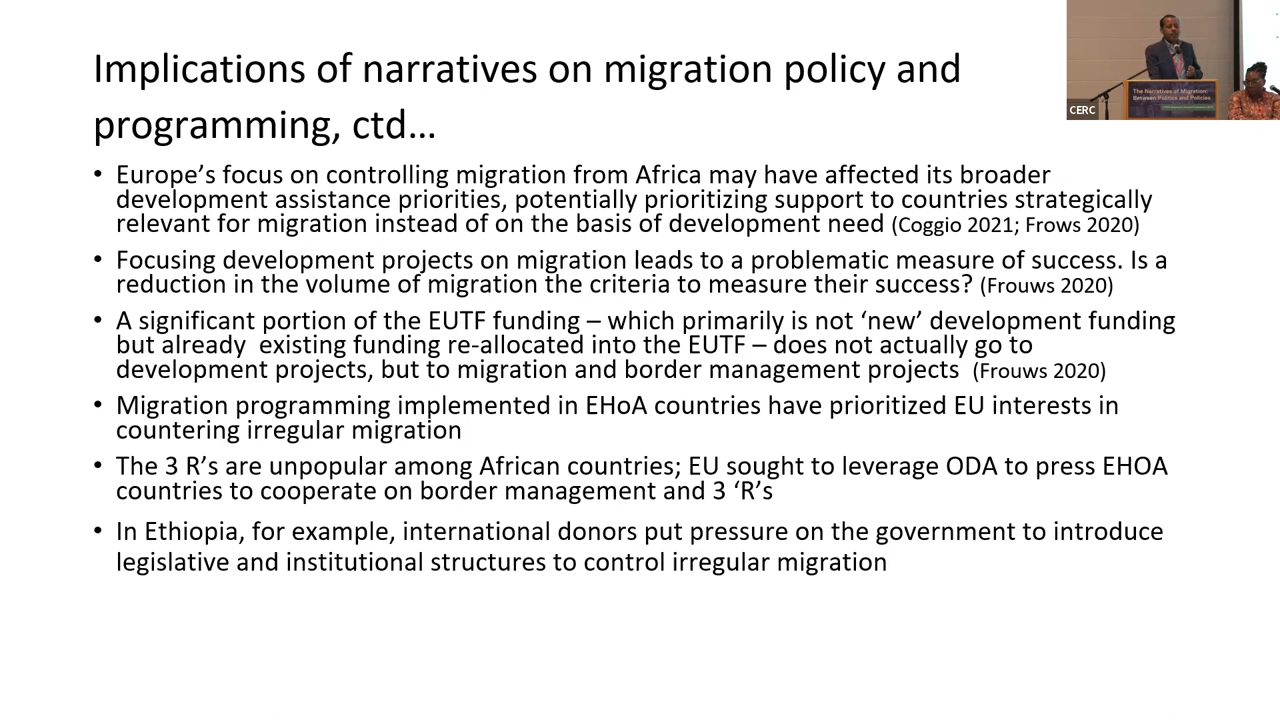 Implications of narratives on migration policy and
programming, ctd…
• Europe’s focus on controlling migration from Africa may have affected its broader
development assistance priorities, potentially prioritizing support to countries strategically
relevant for migration instead of on the basis of development need (Coggio 2021; Frows 2020)
• Focusing development projects on migration leads to a problematic measure of success. Is a
reduction in the volume of migration the criteria to measure their success? (Frouws 2020)
• A significant portion of the EUTF funding – which primarily is not ‘new’ development funding
but already existing funding re-allocated into the EUTF – does not actually go to
development projects, but to migration and border management projects (Frouws 2020)
• Migration programming implemented in EHoA countries have prioritized EU interests in
countering irregular migration
• The 3 R’s are unpopular among African countries; EU sought to leverage ODA to press EHOA
countries to cooperate on border management and 3 ‘R’s
• In Ethiopia, for example, international donors put pressure on the government to introduce
legislative and institutional structures to control irregular migration
CERC
The Narratives of Migration:
Between Politics and Policies